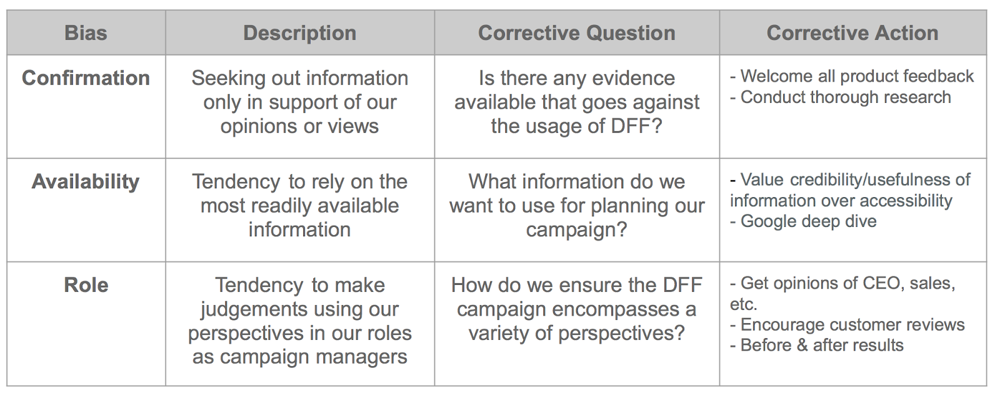 Bias Description Corrective Question Corrective Action
Confirmation
Seeking out information
only in support of our
opinions or views
Is there any evidence
available that goes against
the usage of DFF?
- Welcome all product feedback
- Conduct thorough research
Availability
Tendency to rely on the
most readily available
information
What information do we
want to use for planning our
campaign?
- Value credibility/usefulness of
information over accessibility
- Google deep dive
Role
Tendency to make
judgements using our
perspectives in our roles
as campaign managers
How do we ensure the DFF
campaign encompasses a
variety of perspectives?
- Get opinions of CEO, sales,
etc.
- Encourage customer reviews
- Before & after results